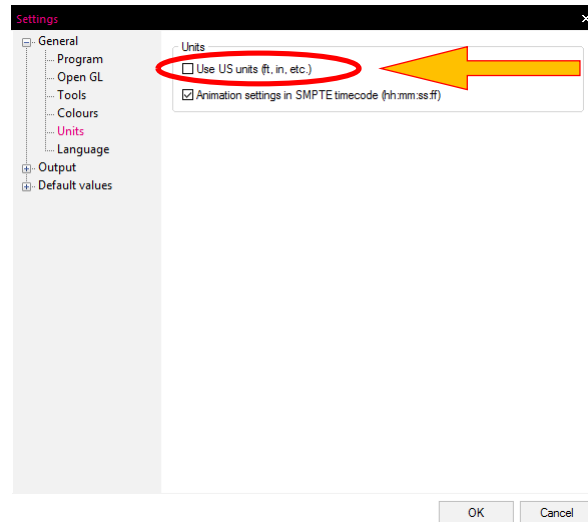 Settings
General
Program
Open GL
Tools
Colours
Units
Language
Output
Default values
Units
Use US units (ft, in, etc.)
Animation settings in SMPTE timecode (hh:mm:ss:ff)
OK
Cancel